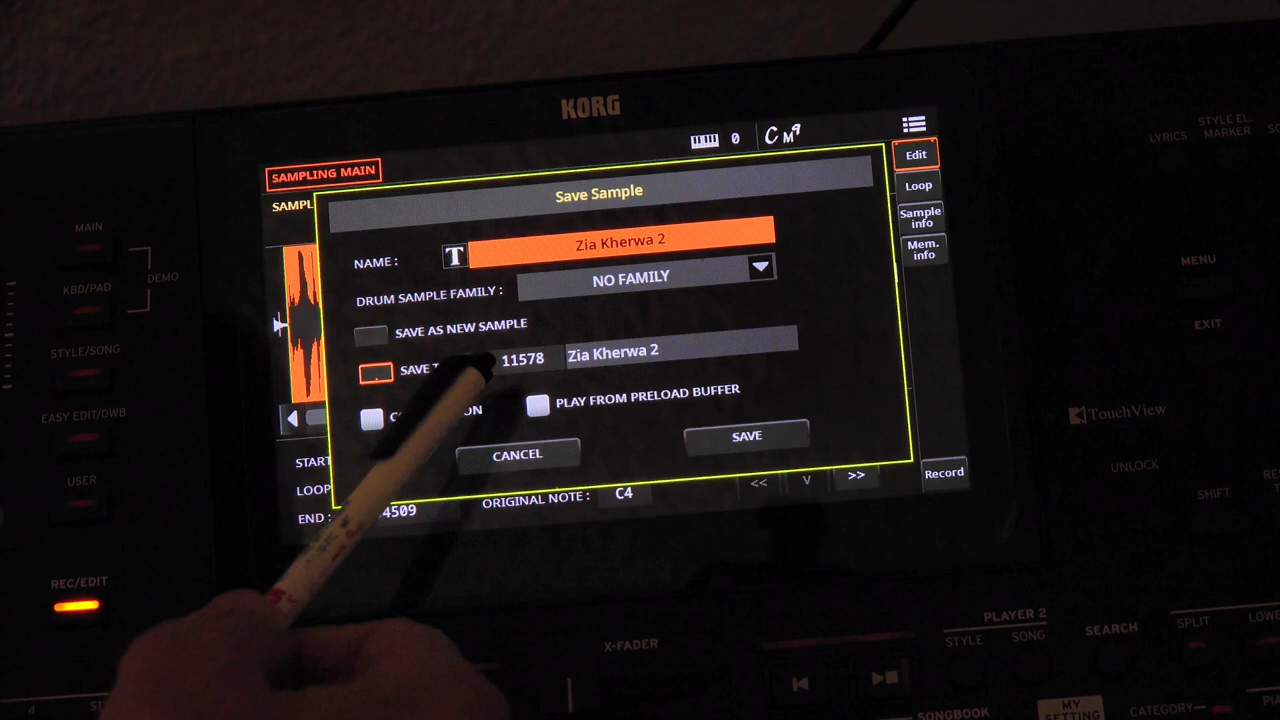 KORG
STYLE EL.
LYRICS MARKER
0 CM9
SAMPLING MAIN
Edit
MAIN
Save Sample
Loop
Sample
info
Mem.
info
NAME : T Zia Kherwa 2
DEMO
KBD/PAD
DRUM SAMPLE FAMILY : NO FAMILY
MENU
SAVE AS NEW SAMPLE
EXIT
STYLE/SONG
11578 Zia Kherwa 2
PLAY FROM PRELOAD BUFFER
EASY EDIT/DWB
TouchView
CANCEL SAVE
START
UNLOCK
Record
USER
LOOP
ORIGINAL NOTE : C4 << V >>
SHIFT
END : 4509
REC/EDIT
PLAYER 2
X-FADER
STYLE SONG SEARCH SPLIT
4
SONGBOOK
MY
SETTING
CATEGORY